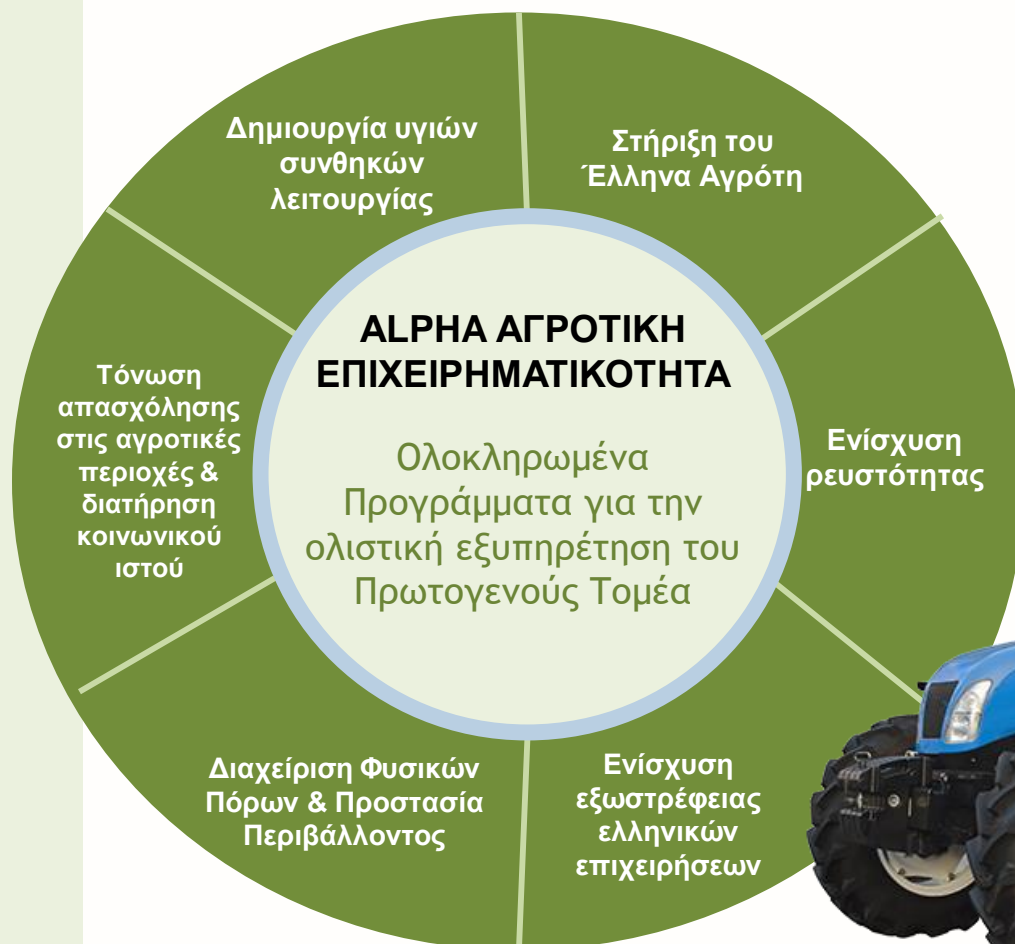 Δημιουργία υγιών
συνθηκών
λειτουργίας
Στήριξη του
Έλληνα Αγρότη
Ενίσχυση
ρευστότητας
Ενίσχυση
εξωστρέφειας
ελληνικών
επιχειρήσεων
Διαχείριση Φυσικών
Πόρων & Προστασία
Περιβάλλοντος
Τόνωση
απασχόλησης
στις αγροτικές
περιοχές &
διατήρηση
κοινωνικού
ιστού
ALPHA ΑΓΡΟΤΙΚΗ
ΕΠΙΧΕΙΡΗΜΑΤΙΚΟΤΗΤΑ
Ολοκληρωμένα
Προγράμματα για την
ολιστική εξυπηρέτηση του
Πρωτογενούς Τομέα